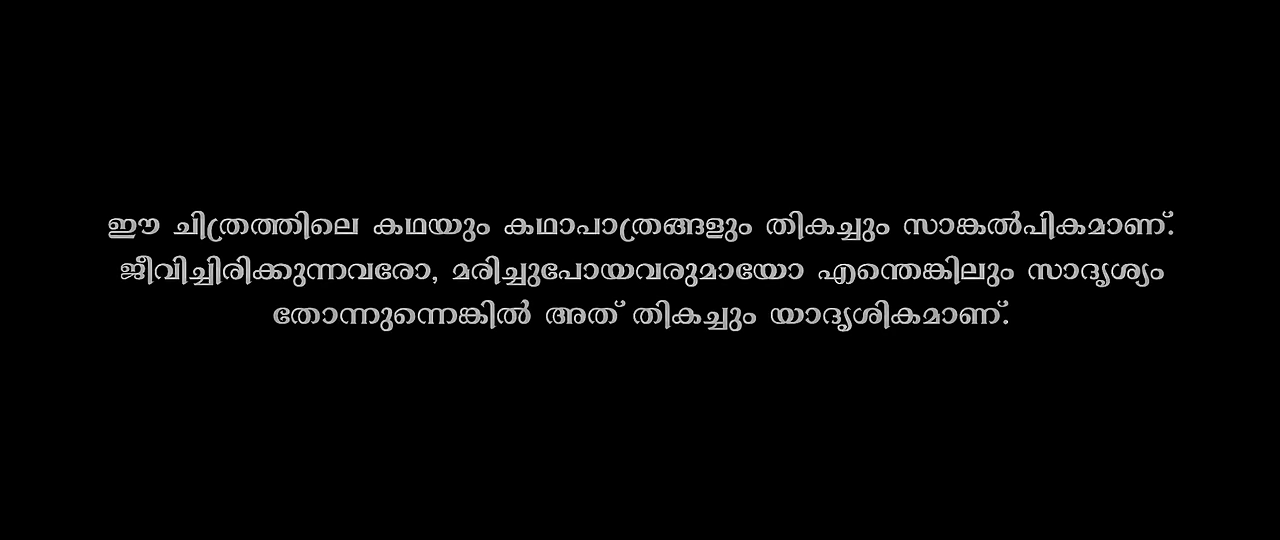 ഈ ചിത്രത്തിലെ കഥയും കഥാപാത്രങ്ങളും തികച്ചും സാങ്കൽപികമാണ്.
ജീവിച്ചിരിക്കുന്നവരോ, മരിച്ചുപോയവരുമായോ എന്തെങ്കിലും സാദൃശ്യം
തോന്നുന്നെങ്കിൽ അത് തികച്ചും യാദൃശികമാണ്.